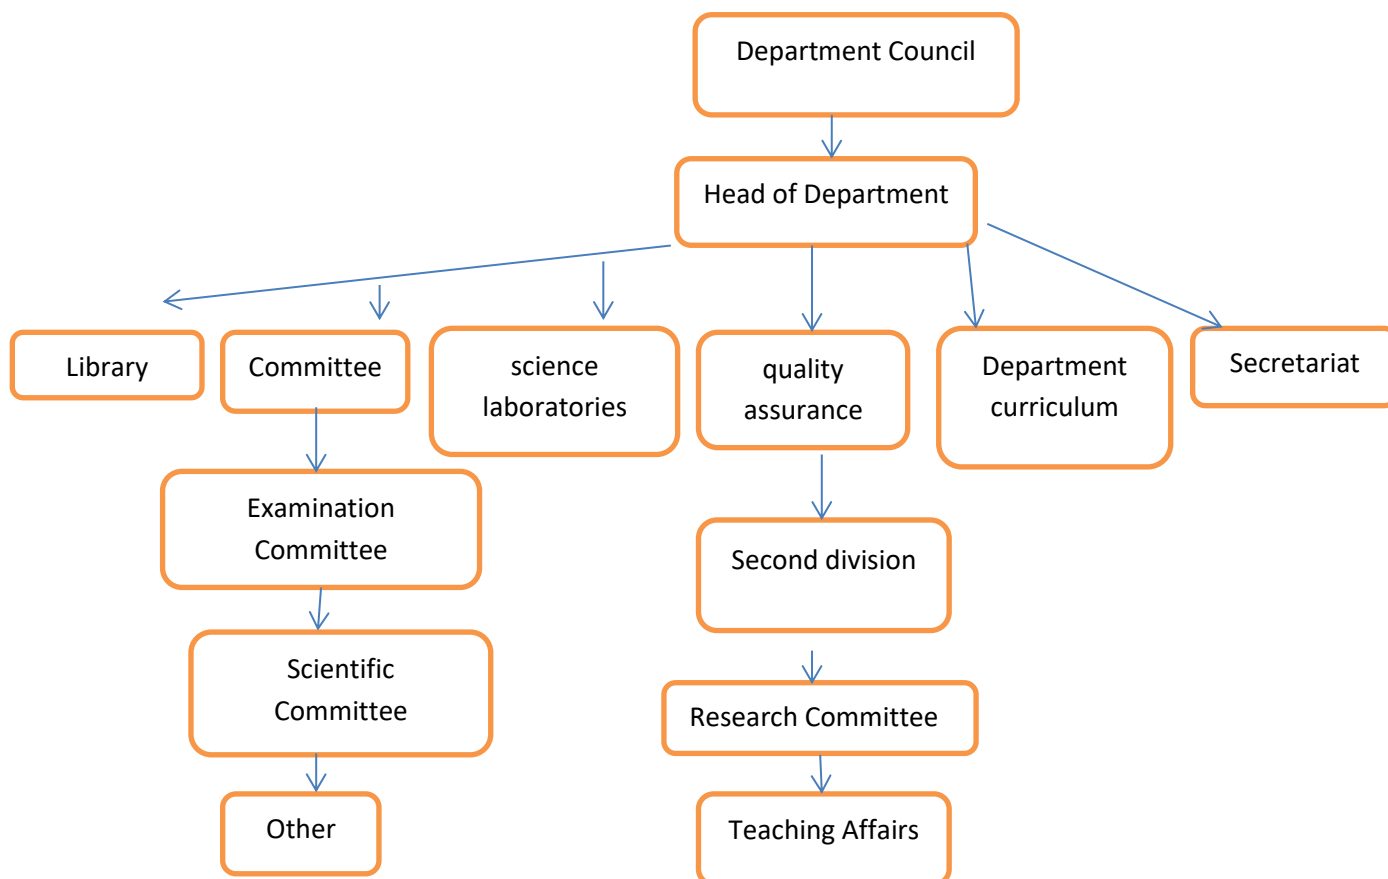 Department Council
Head of Department
Library
Committee
science
laboratories
quality
assurance
Department
curriculum
Secretariat
Examination
Committee
Second division
Scientific
Committee
Research Committee
Other
Teaching Affairs